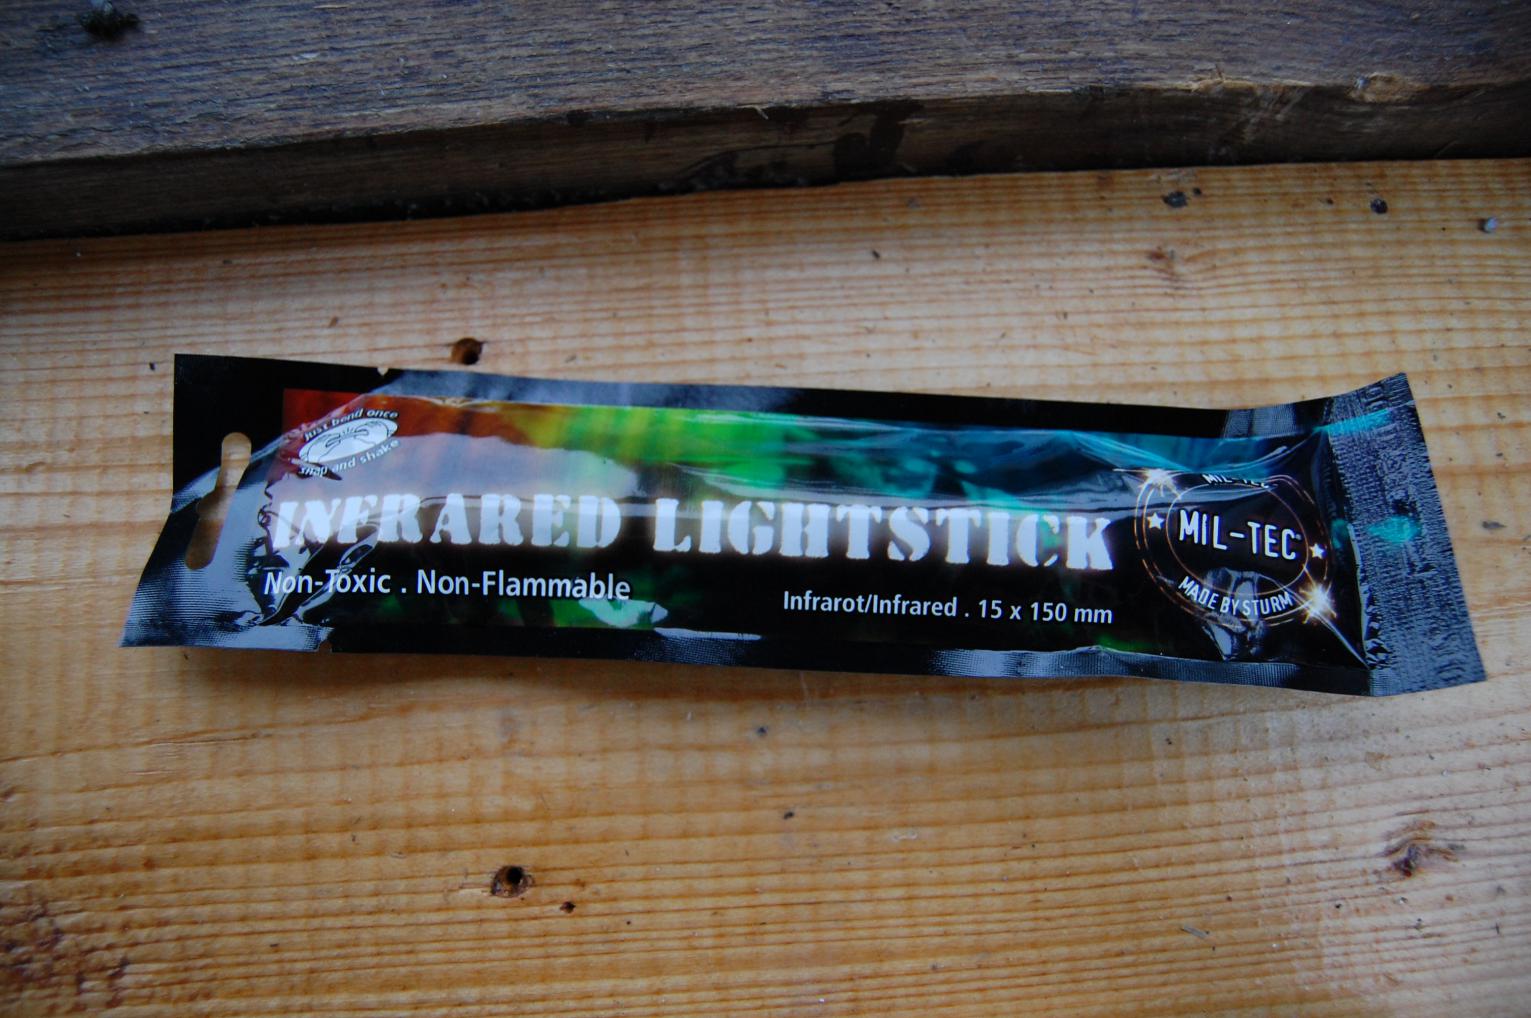 just bend once
snap and shake
INFRARED LIGHTSTICK
Non-Toxic . Non-Flammable
Infrarot/Infrared . 15 x 150 mm
MIL-TEC
MIL-TEC
MADE BY STURM